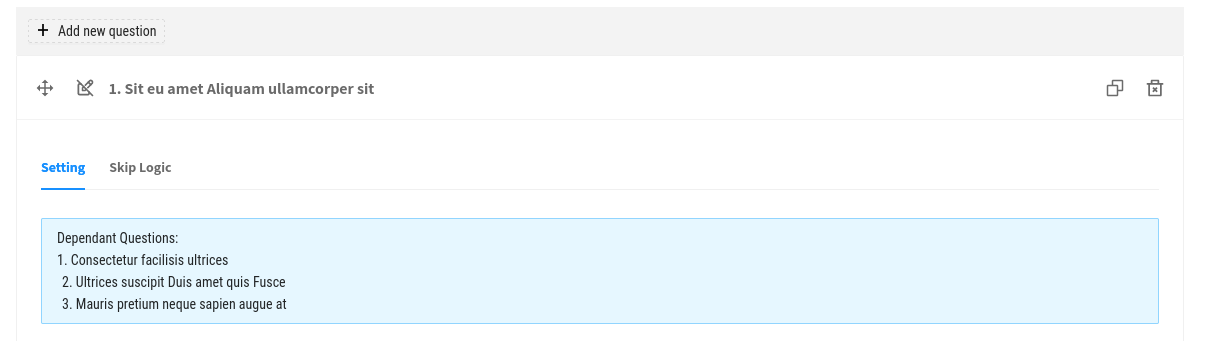 Add new question
1. Sit eu amet Aliquam ullamcorper sit
Setting Skip Logic
Dependant Questions:
1. Consectetur facilisis ultrices
2. Ultrices suscipit Duis amet quis Fusce
3. Mauris pretium neque sapien augue at